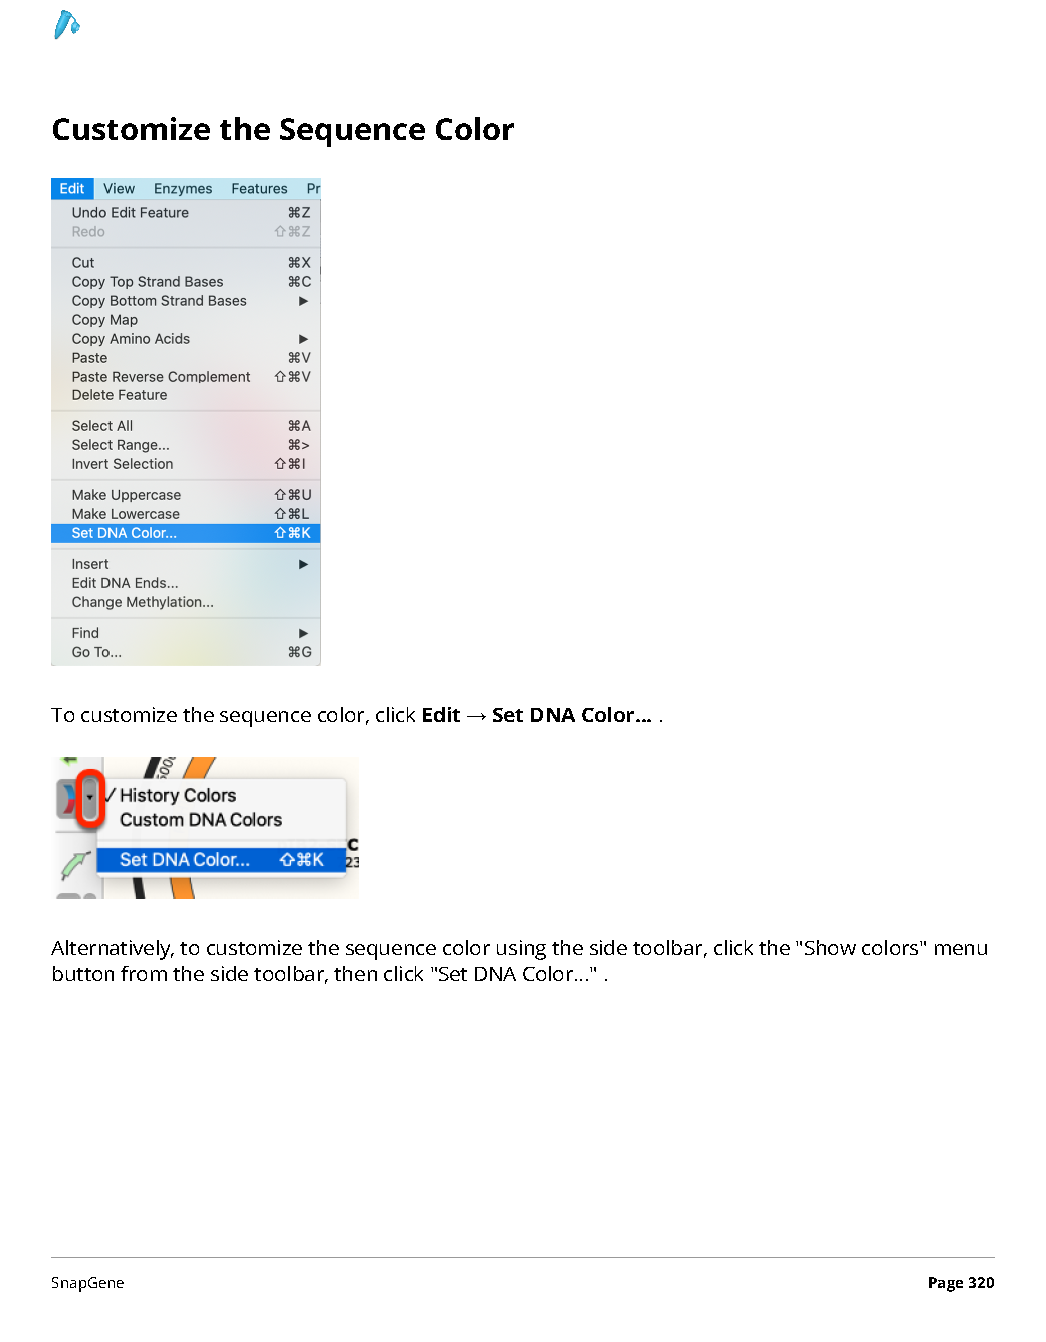 Customize the Sequence Color
Edit View Enzymes Features Pr
Undo Edit Feature ⌘Z
Redo ⇧⌘Z
Cut ⌘X
Copy Top Strand Bases ⌘C
Copy Bottom Strand Bases ▶
Copy Map
Copy Amino Acids ▶
Paste ⌘V
Paste Reverse Complement ⇧⌘V
Delete Feature
Select All ⌘A
Select Range... ⌘>
Invert Selection ⇧⌘I
Make Uppercase ⇧⌘U
Make Lowercase ⇧⌘L
Set DNA Color... ⇧⌘K
Insert ▶
Edit DNA Ends...
Change Methylation...
Find ▶
Go To... ⌘G
To customize the sequence color, click Edit → Set DNA Color... .
✓ History Colors
Custom DNA Colors
Set DNA Color... ⇧⌘K
Alternatively, to customize the sequence color using the side toolbar, click the "Show colors" menu
button from the side toolbar, then click "Set DNA Color..." .
SnapGene Page 320